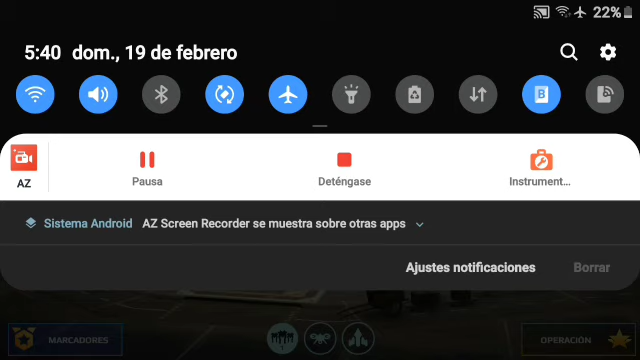 22%
5:40 dom., 19 de febrero
AZ
Pausa
Deténgase
Instrument...
Sistema Android AZ Screen Recorder se muestra sobre otras apps
Ajustes notificaciones Borrar
MARCADORES
OPERACIÓN